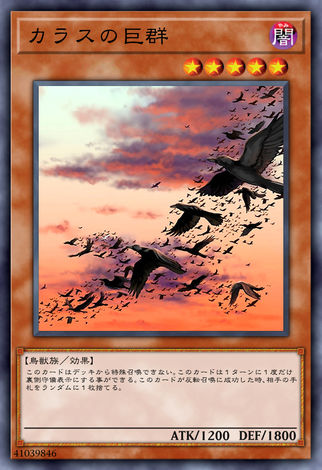 カラスの巨群
やみ
闇
【鳥獣族／効果】
このカードはデッキから特殊召喚できない。このカードは１ターンに１度だけ
裏側守備表示にする事ができる。このカードが反転召喚に成功した時、相手の手
札をランダムに１枚捨てる。
ATK/1200 DEF/1800
41039846